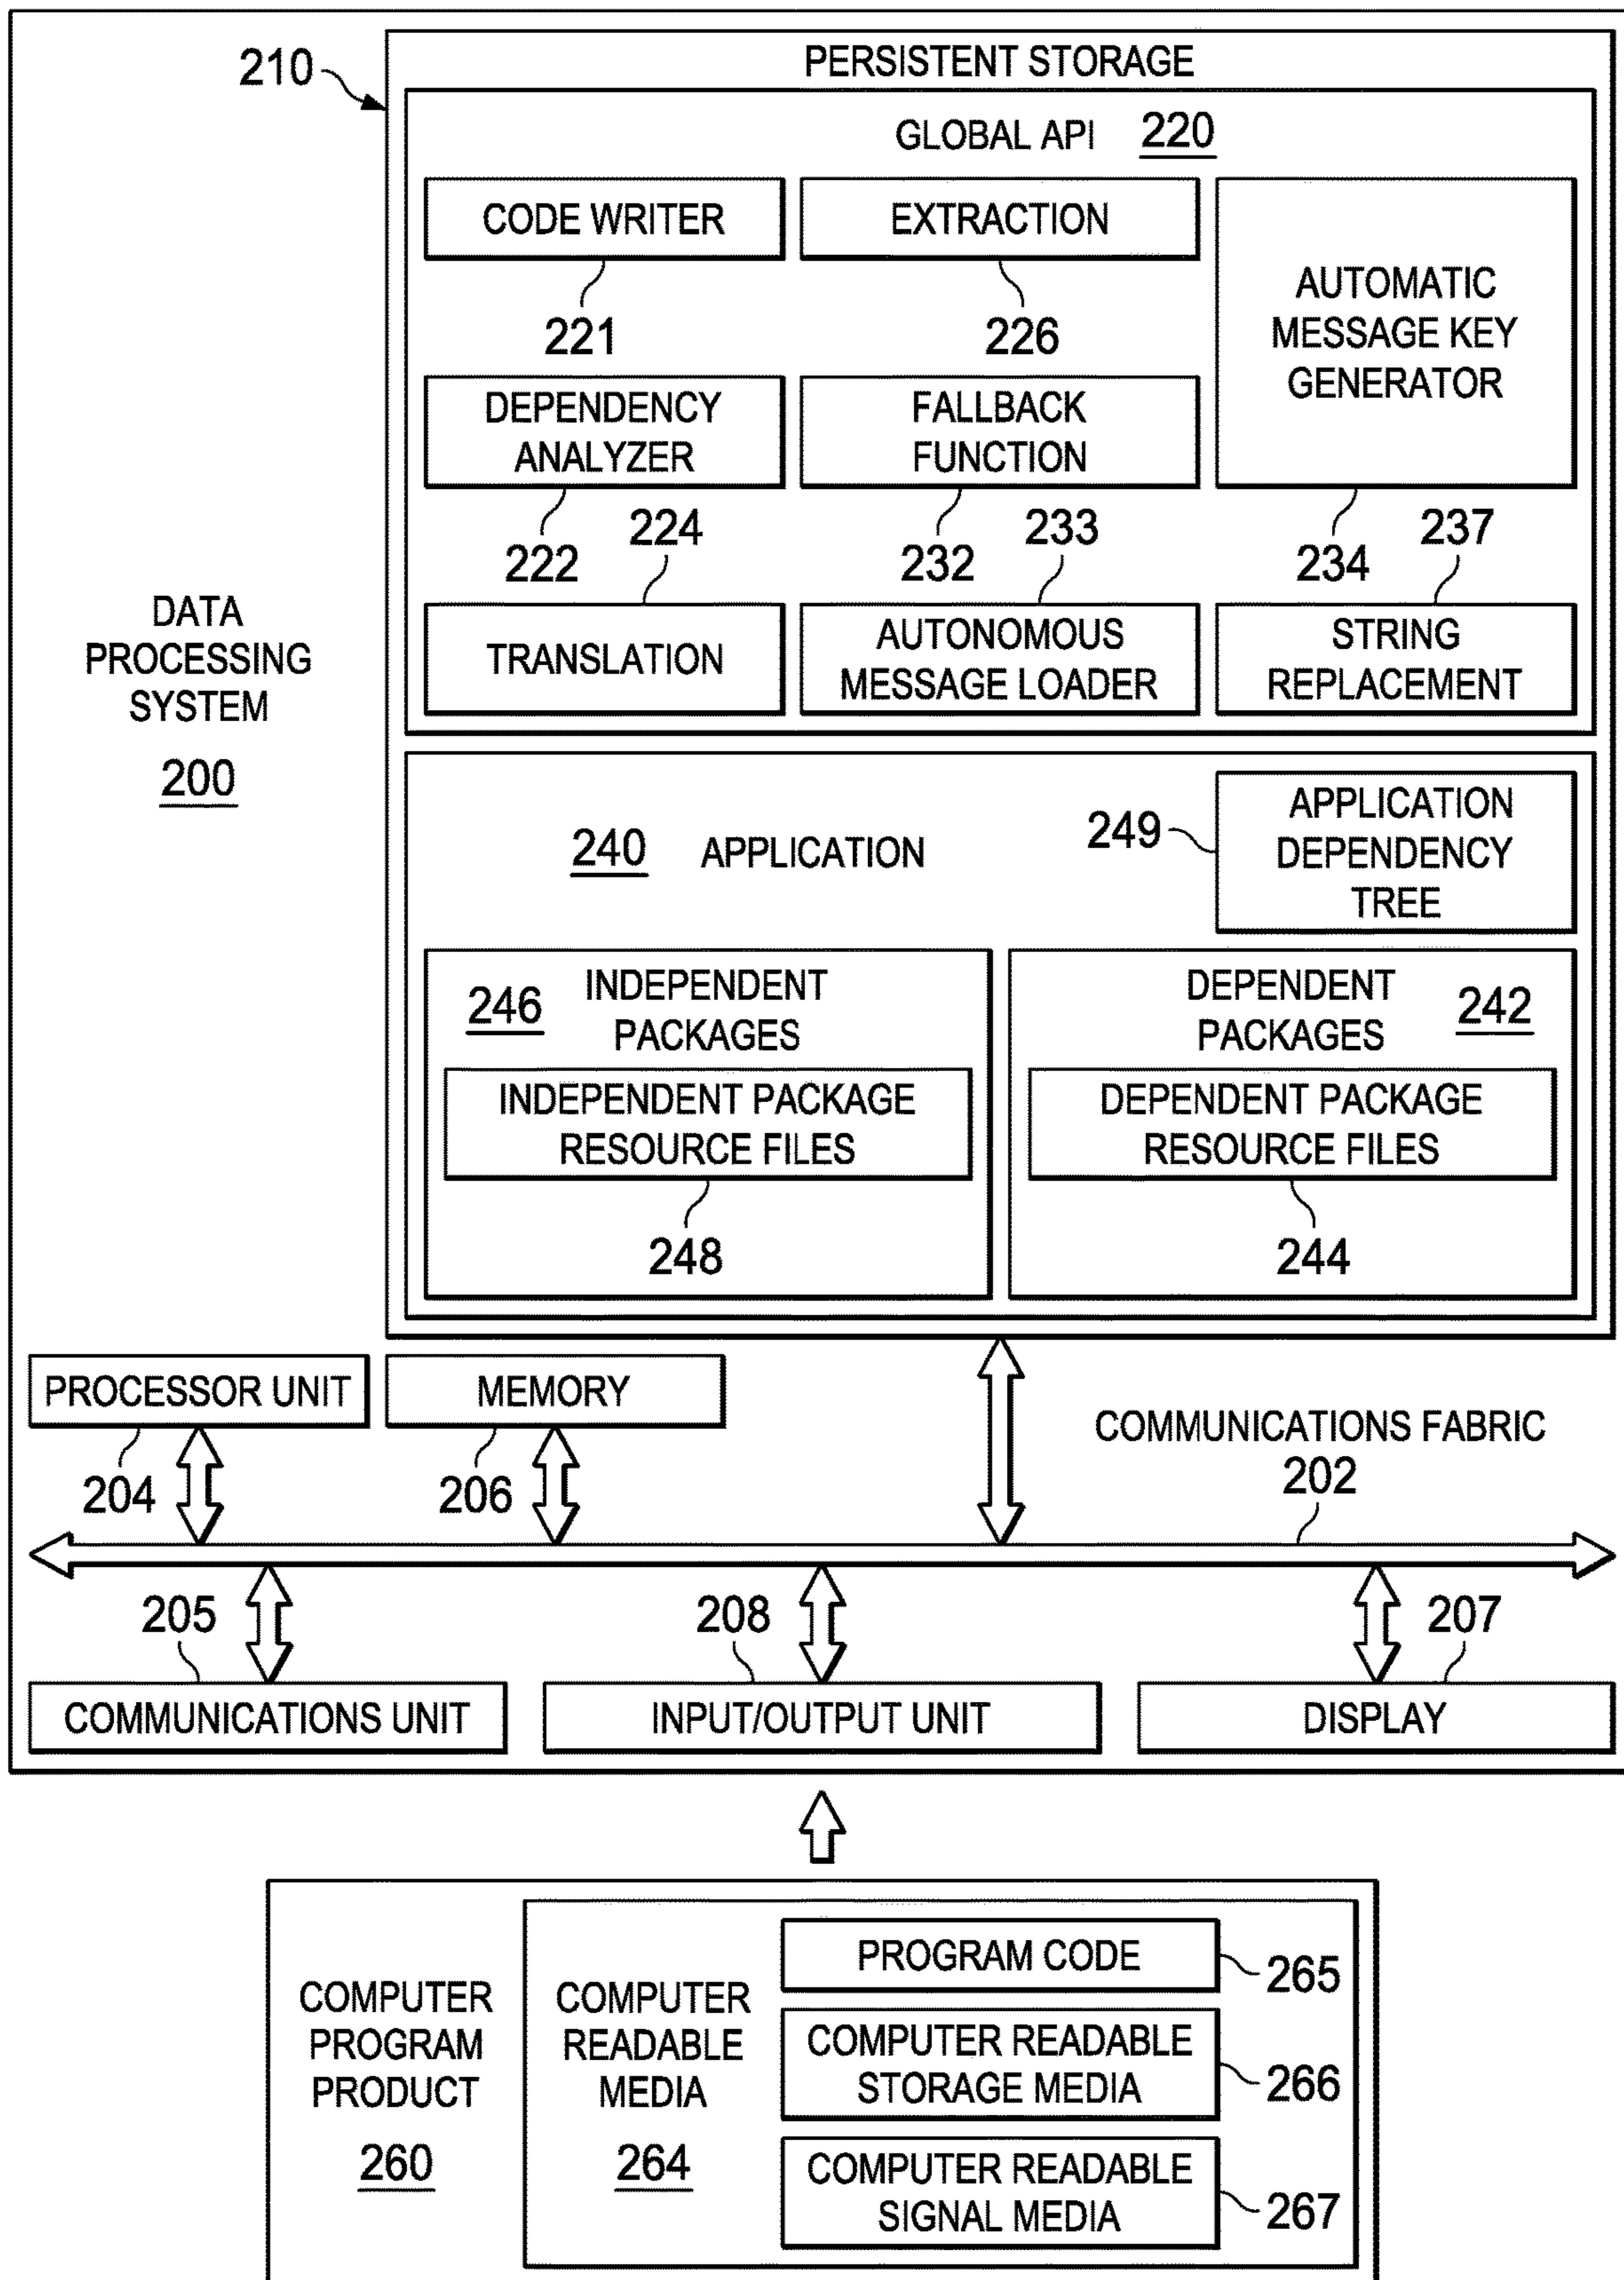 210
PERSISTENT STORAGE
GLOBAL API 220
CODE WRITER
221
EXTRACTION
226
AUTOMATIC
MESSAGE KEY
GENERATOR
234
DEPENDENCY
ANALYZER
222
FALLBACK
FUNCTION
232
224
TRANSLATION
233
AUTONOMOUS
MESSAGE LOADER
237
STRING
REPLACEMENT
DATA
PROCESSING
SYSTEM
200
240 APPLICATION
249
APPLICATION
DEPENDENCY
TREE
246
INDEPENDENT
PACKAGES
INDEPENDENT PACKAGE
RESOURCE FILES
248
DEPENDENT
PACKAGES
242
DEPENDENT PACKAGE
RESOURCE FILES
244
PROCESSOR UNIT
204
MEMORY
206
COMMUNICATIONS FABRIC
202
205
COMMUNICATIONS UNIT
208
INPUT/OUTPUT UNIT
207
DISPLAY
COMPUTER
PROGRAM
PRODUCT
260
COMPUTER
READABLE
MEDIA
264
PROGRAM CODE
265
COMPUTER READABLE
STORAGE MEDIA
266
COMPUTER READABLE
SIGNAL MEDIA
267